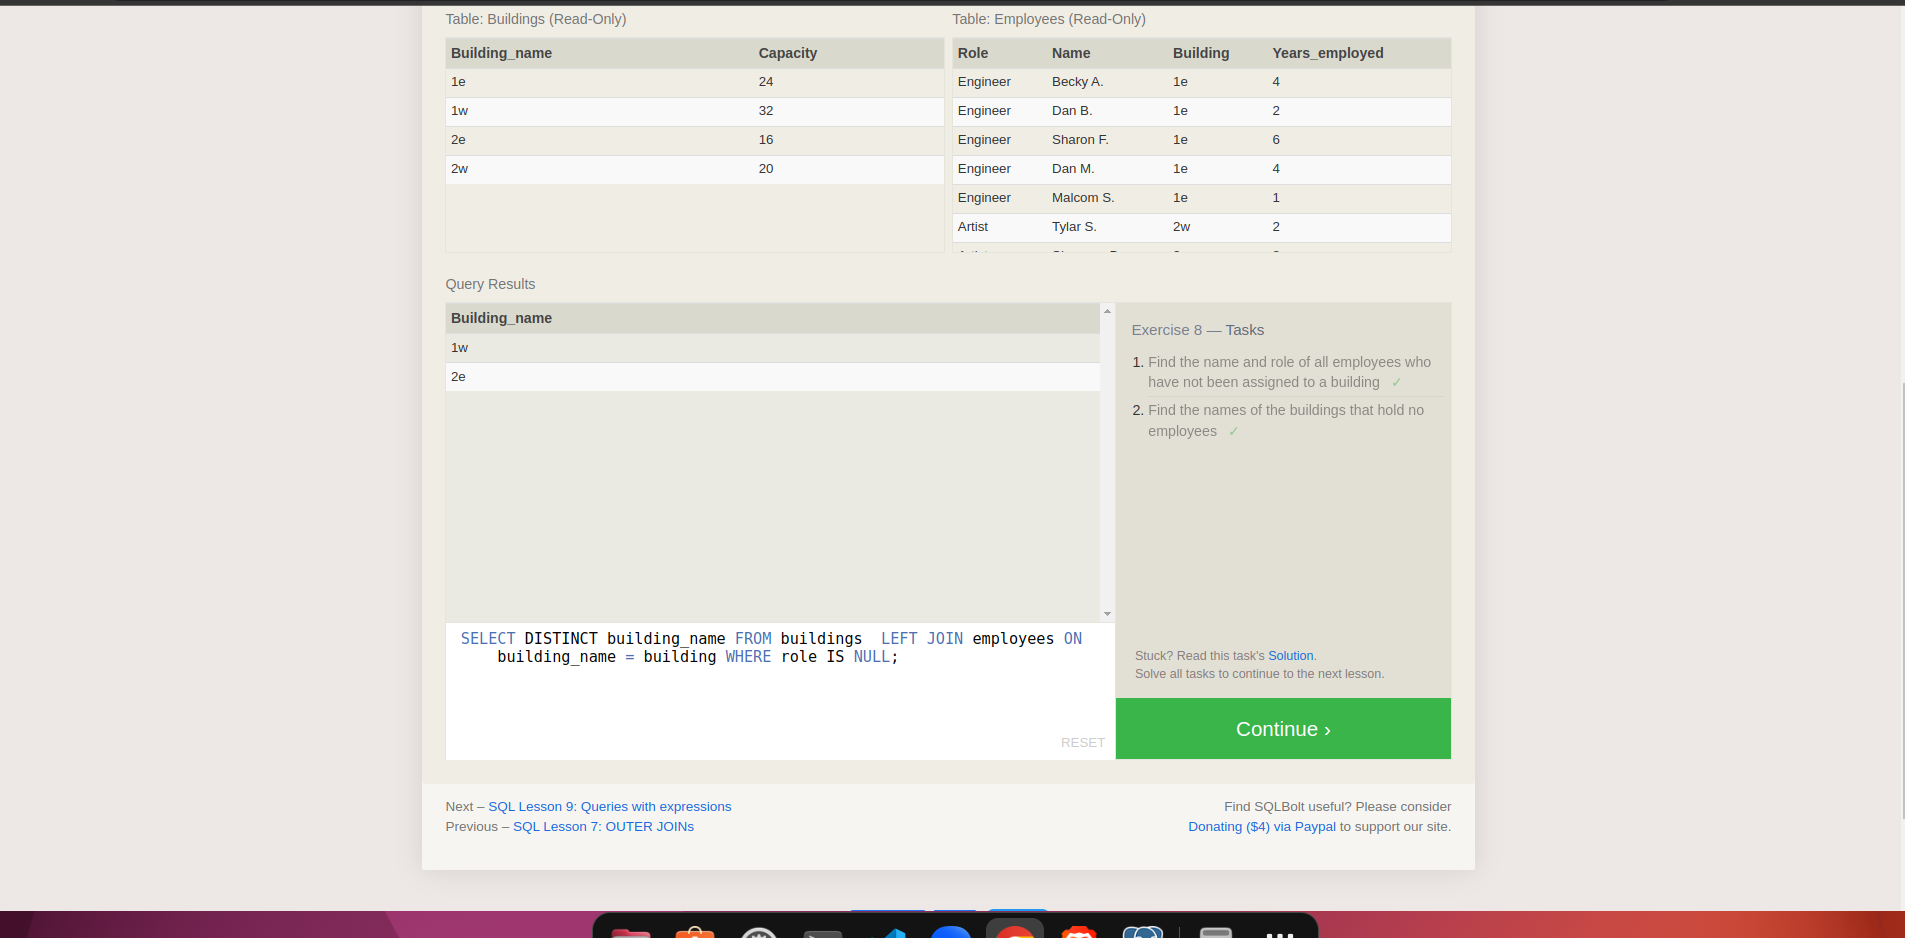 Table: Buildings (Read-Only)
Building_name Capacity
1e 24
1w 32
2e 16
2w 20
Table: Employees (Read-Only)
Role Name Building Years_employed
Engineer Becky A. 1e 4
Engineer Dan B. 1e 2
Engineer Sharon F. 1e 6
Engineer Dan M. 1e 4
Engineer Malcom S. 1e 1
Artist Tylar S. 2w 2
Query Results
Building_name
1w
2e
SELECT DISTINCT building_name FROM buildings  LEFT JOIN employees ON
building_name = building WHERE role IS NULL;
RESET
Exercise 8 — Tasks
1. Find the name and role of all employees who
have not been assigned to a building ✓
2. Find the names of the buildings that hold no
employees ✓
Stuck? Read this task's Solution.
Solve all tasks to continue to the next lesson.
Continue ›
Next – SQL Lesson 9: Queries with expressions
Previous – SQL Lesson 7: OUTER JOINs
Find SQLBolt useful? Please consider
Donating ($4) via Paypal to support our site.